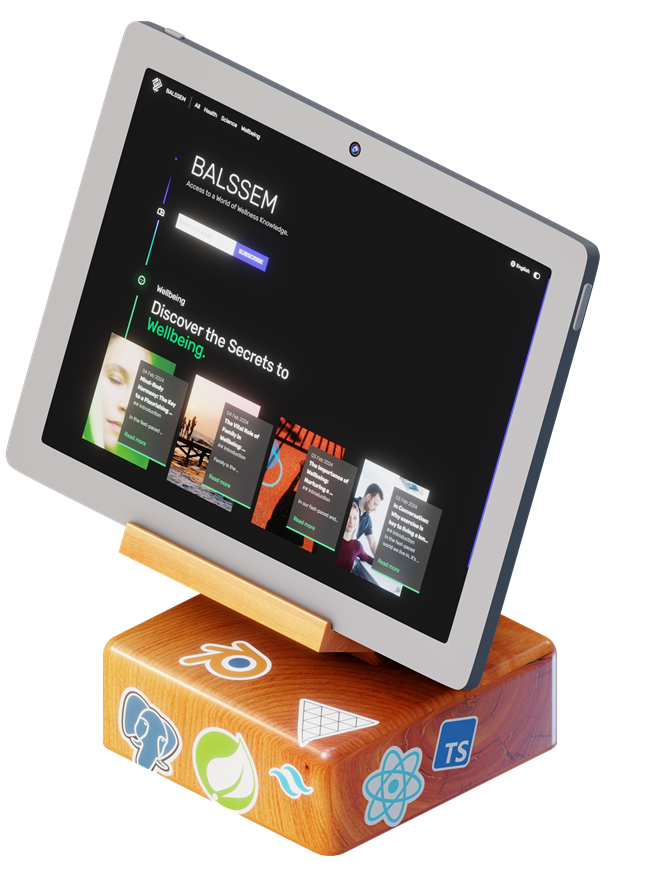 BALSSEM
All Health Science Wellbeing
English
BALSSEM
Access to a World of Wellness Knowledge.
SUBSCRIBE
Wellbeing
Discover the Secrets to
Wellbeing.
04 Feb 2024
Mind-Body
Harmony: The Key
to a Flourishing ...
## Introduction
In the fast-paced ...
Read more
04 Feb 2024
The Vital Role of
Family in
Wellbeing: ...
## Introduction
Family is the ...
Read more
03 Feb 2024
The Importance of
Wellbeing:
Nurturing a ...
## Introduction
In our fast-paced and...
Read more
In Conversation:
why exercise is
key to living a lon...
## Introduction
In the fast-paced
world we live in, it's ...
Read more
TS